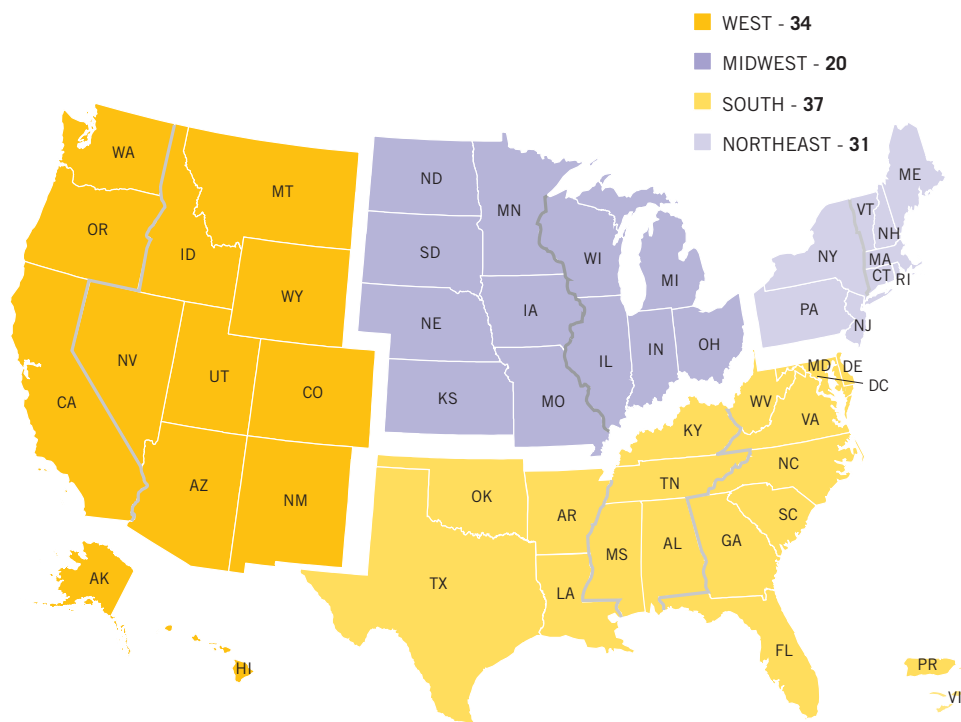 WEST - 34
MIDWEST - 20
SOUTH - 37
NORTHEAST - 31
WA
MT
ND
MN
ME
OR
ID
SD
WI
MI
NY
VT
NH
MA
CT
RI
WY
NE
IA
PA
NJ
NV
UT
CO
CA
KS
MO
IL
IN
OH
MD
DE
DC
WV
VA
KY
AZ
NM
OK
AR
TN
NC
SC
MS
AL
GA
TX
LA
FL
AK
HI
PR
VI